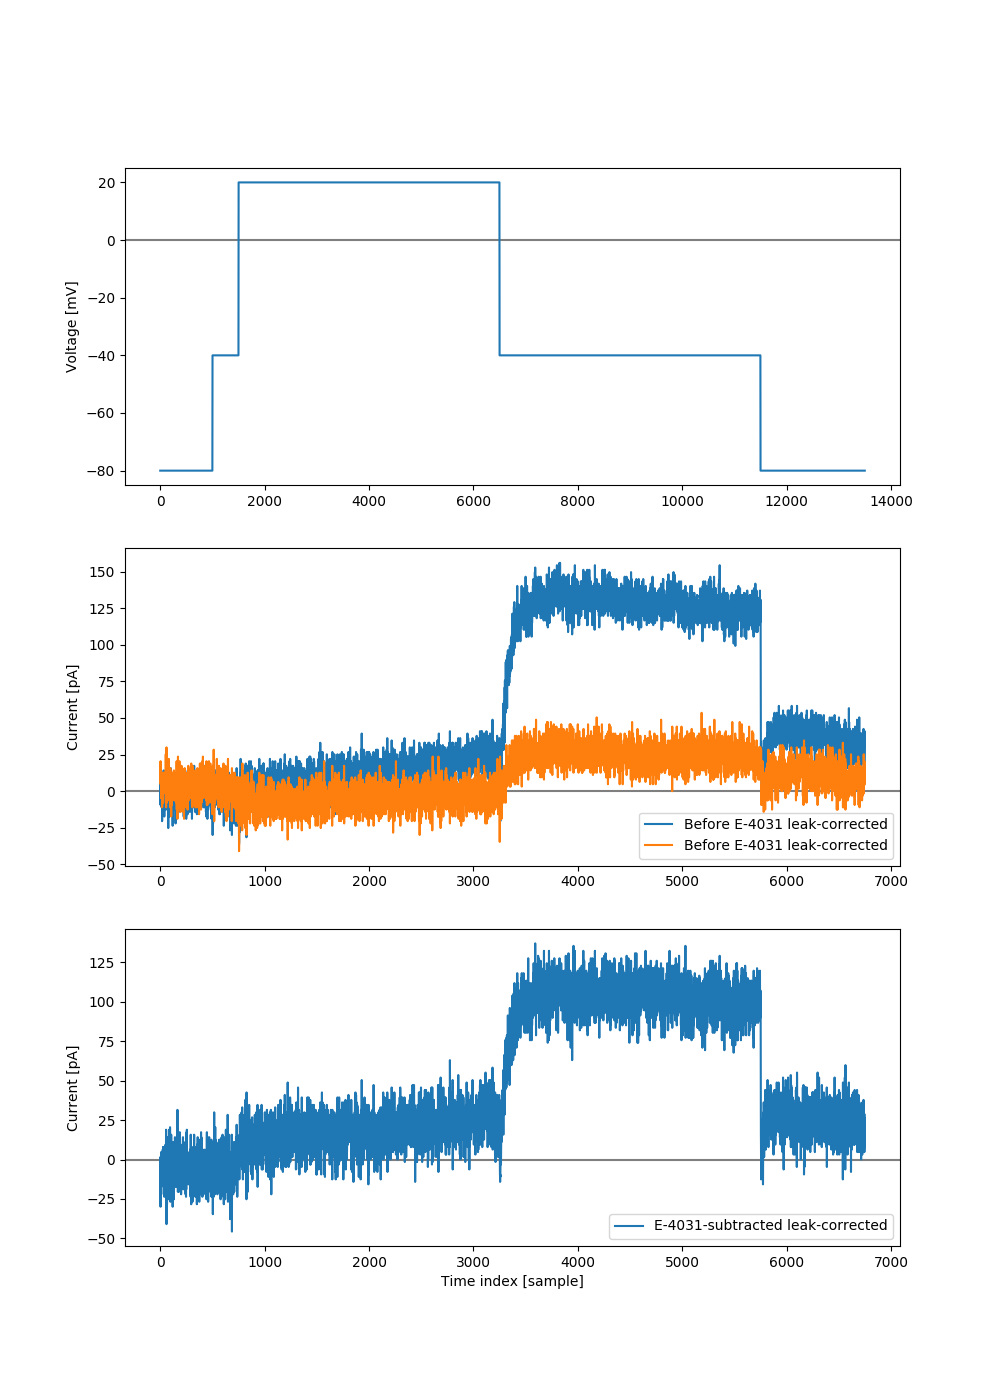 Voltage [mV]
20
0
−20
−40
−60
−80
0 2000 4000 6000 8000 10000 12000 14000
Current [pA]
150
125
100
75
50
25
0
−25
−50
Before E-4031 leak-corrected
Before E-4031 leak-corrected
0 1000 2000 3000 4000 5000 6000 7000
Current [pA]
125
100
75
50
25
0
−25
−50
E-4031-subtracted leak-corrected
0 1000 2000 3000 4000 5000 6000 7000
Time index [sample]